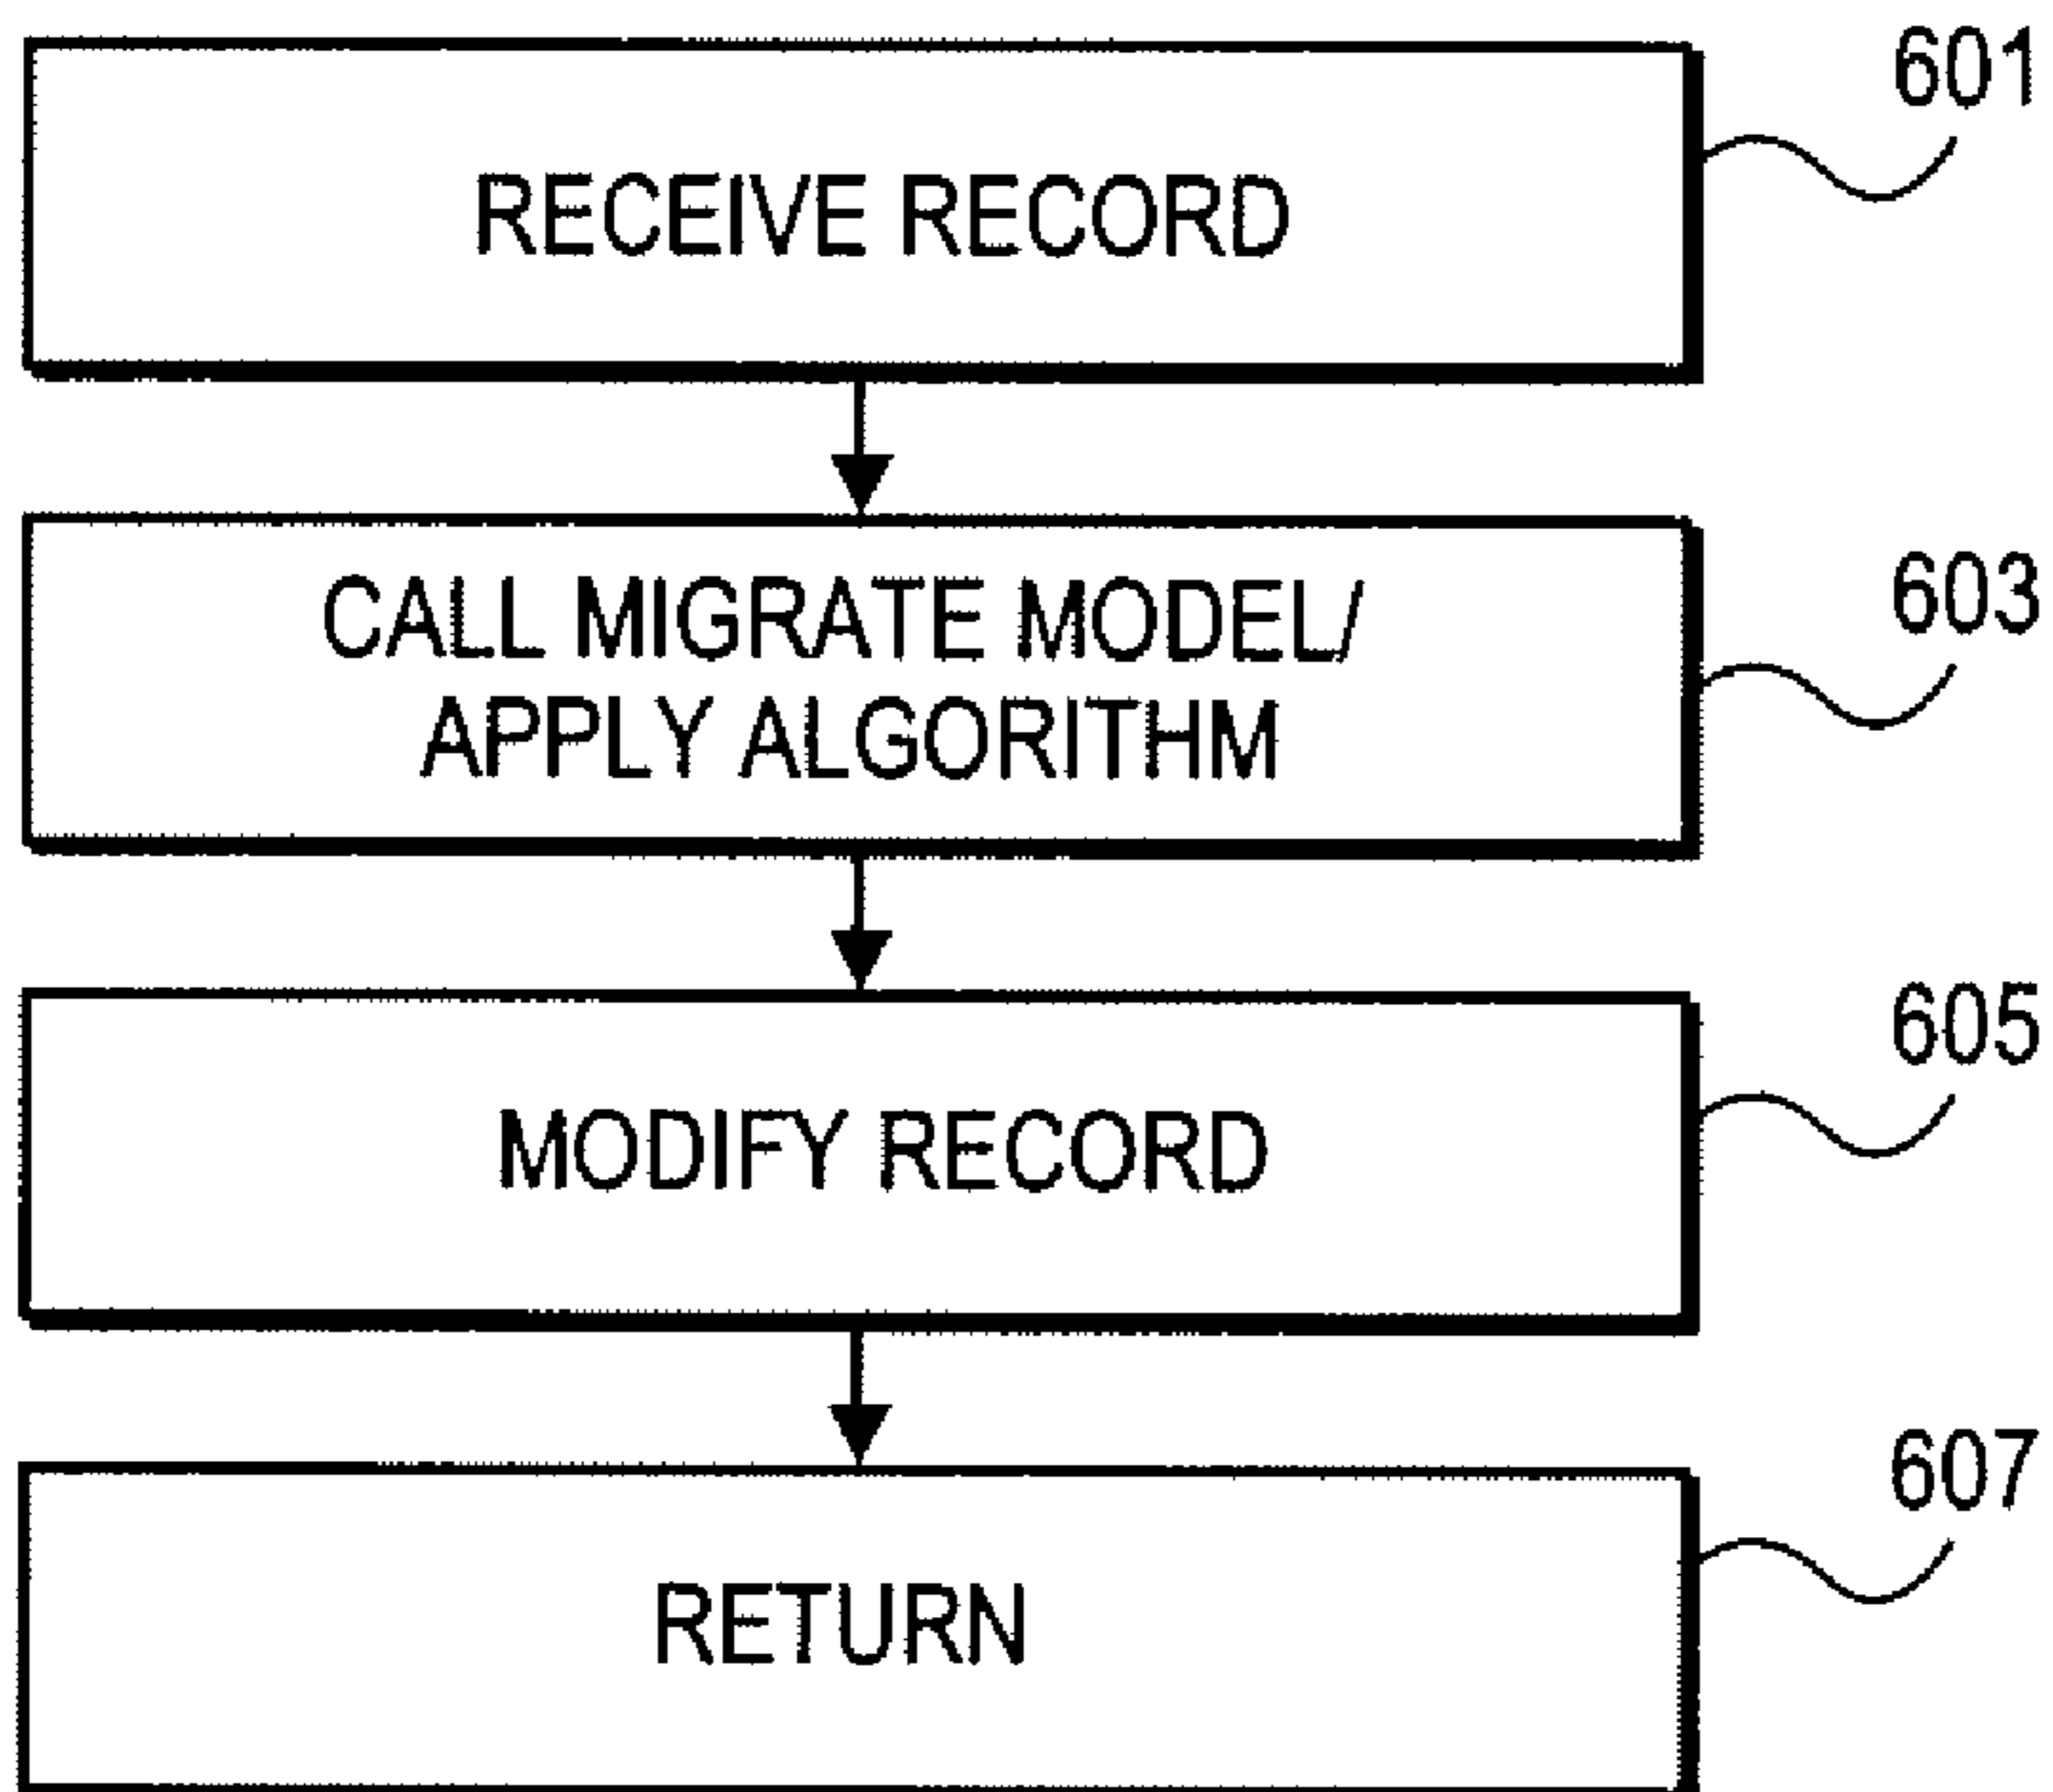 601
RECEIVE RECORD
603
CALL MIGRATE MODEL/
APPLY ALGORITHM
605
MODIFY RECORD
607
RETURN